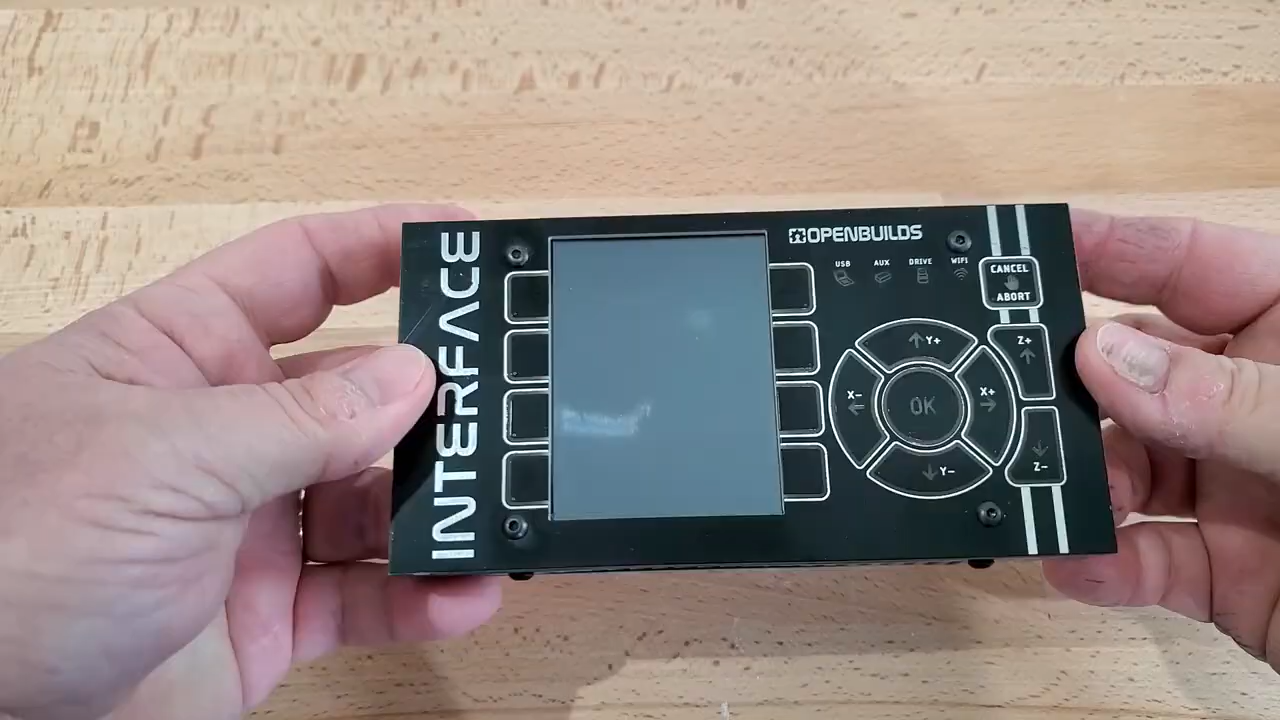 INTERFACE
OPENBUILDS
USB AUX DRIVE WIFI
CANCEL
ABORT
Y+
Z+
X- OK X+
Y- Z-